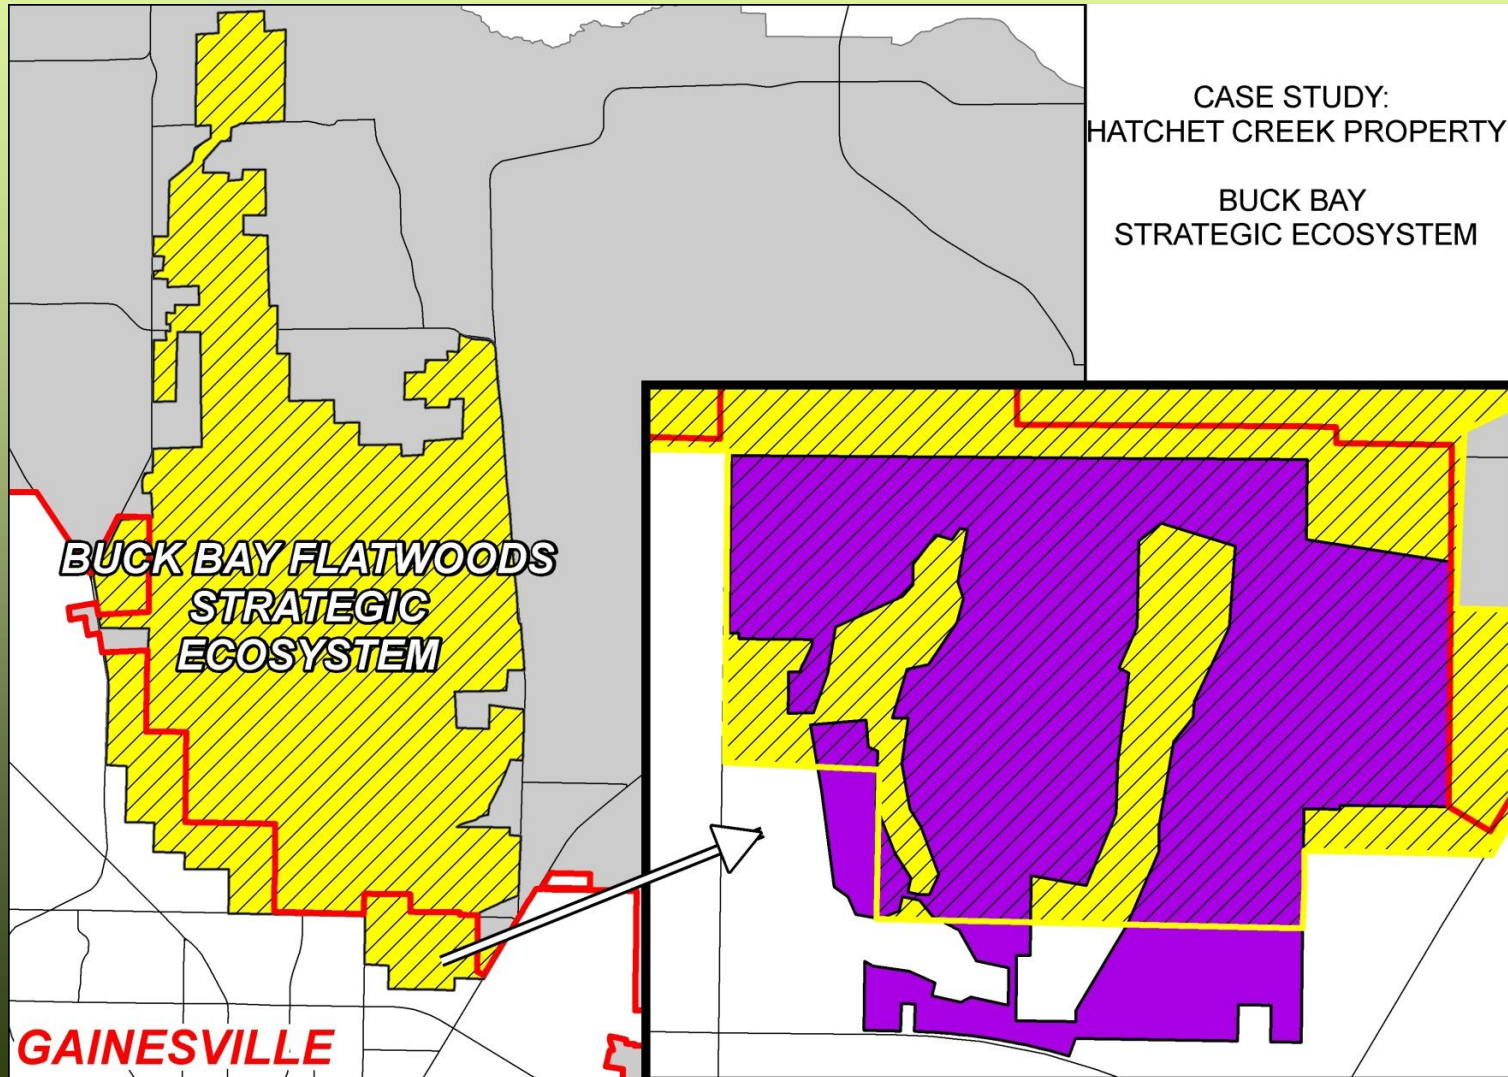 CASE STUDY:
HATCHET CREEK PROPERTY
BUCK BAY
STRATEGIC ECOSYSTEM
BUCK BAY FLATWOODS
STRATEGIC
ECOSYSTEM
GAINESVILLE